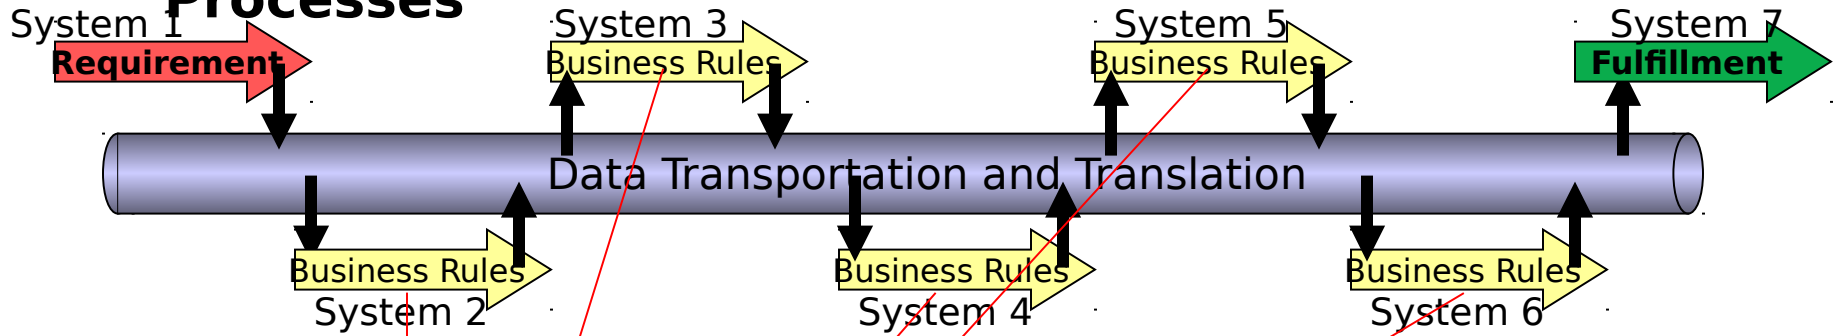 Processes
System 1
System 3
System 5
System 7
Requirement
Business Rules
Business Rules
Fulfillment
Data Transportation and Translation
Business Rules
Business Rules
Business Rules
System 2
System 4
System 6